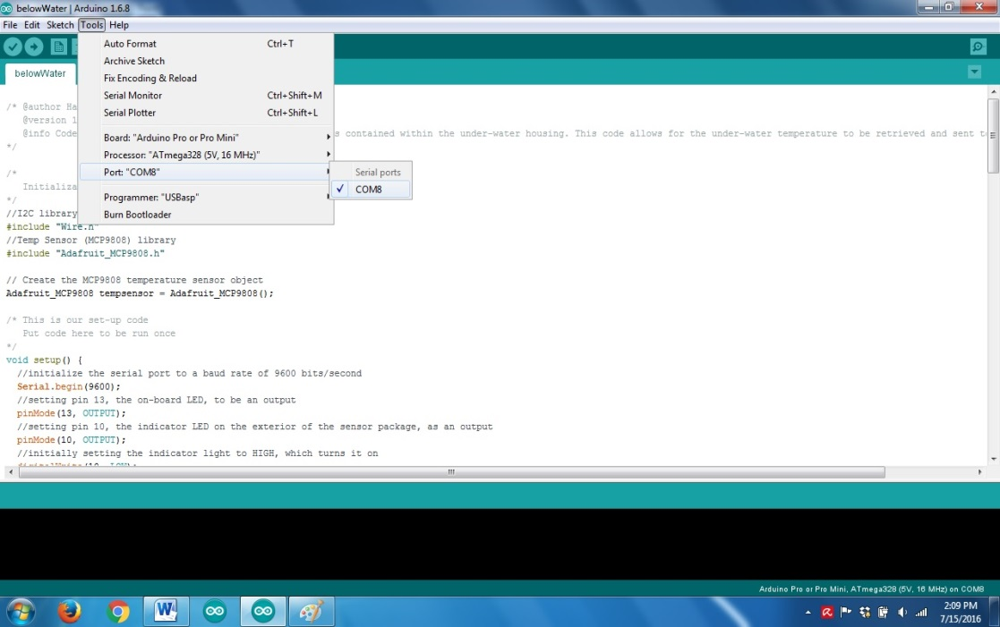 belowWater | Arduino 1.6.8
File Edit Sketch Tools Help
Auto Format Ctrl+T
Archive Sketch
Fix Encoding & Reload
Serial Monitor Ctrl+Shift+M
Serial Plotter Ctrl+Shift+L
Board: "Arduino Pro or Pro Mini"
Processor: "ATmega328 (5V, 16 MHz)"
Port: "COM8"
Programmer: "USBasp"
Burn Bootloader
Serial ports
COM8
belowWater
/* @author Ha
@version 1
@info Code s contained within the under-water housing. This code allows for the under-water temperature to be retrieved and sent t
*/
/*
Initializa
*/
//I2C library
#include "Wire.h"
//Temp Sensor (MCP9808) library
#include "Adafruit_MCP9808.h"
// Create the MCP9808 temperature sensor object
Adafruit_MCP9808 tempsensor = Adafruit_MCP9808();
/* This is our set-up code
Put code here to be run once
*/
void setup() {
//initialize the serial port to a baud rate of 9600 bits/second
Serial.begin(9600);
//setting pin 13, the on-board LED, to be an output
pinMode(13, OUTPUT);
//setting pin 10, the indicator LED on the exterior of the sensor package, as an output
pinMode(10, OUTPUT);
//initially setting the indicator light to HIGH, which turns it on
digitalWrite(10, LOW);
Arduino Pro or Pro Mini, ATmega328 (5V, 16 MHz) on COM8
W
2:09 PM
7/15/2016